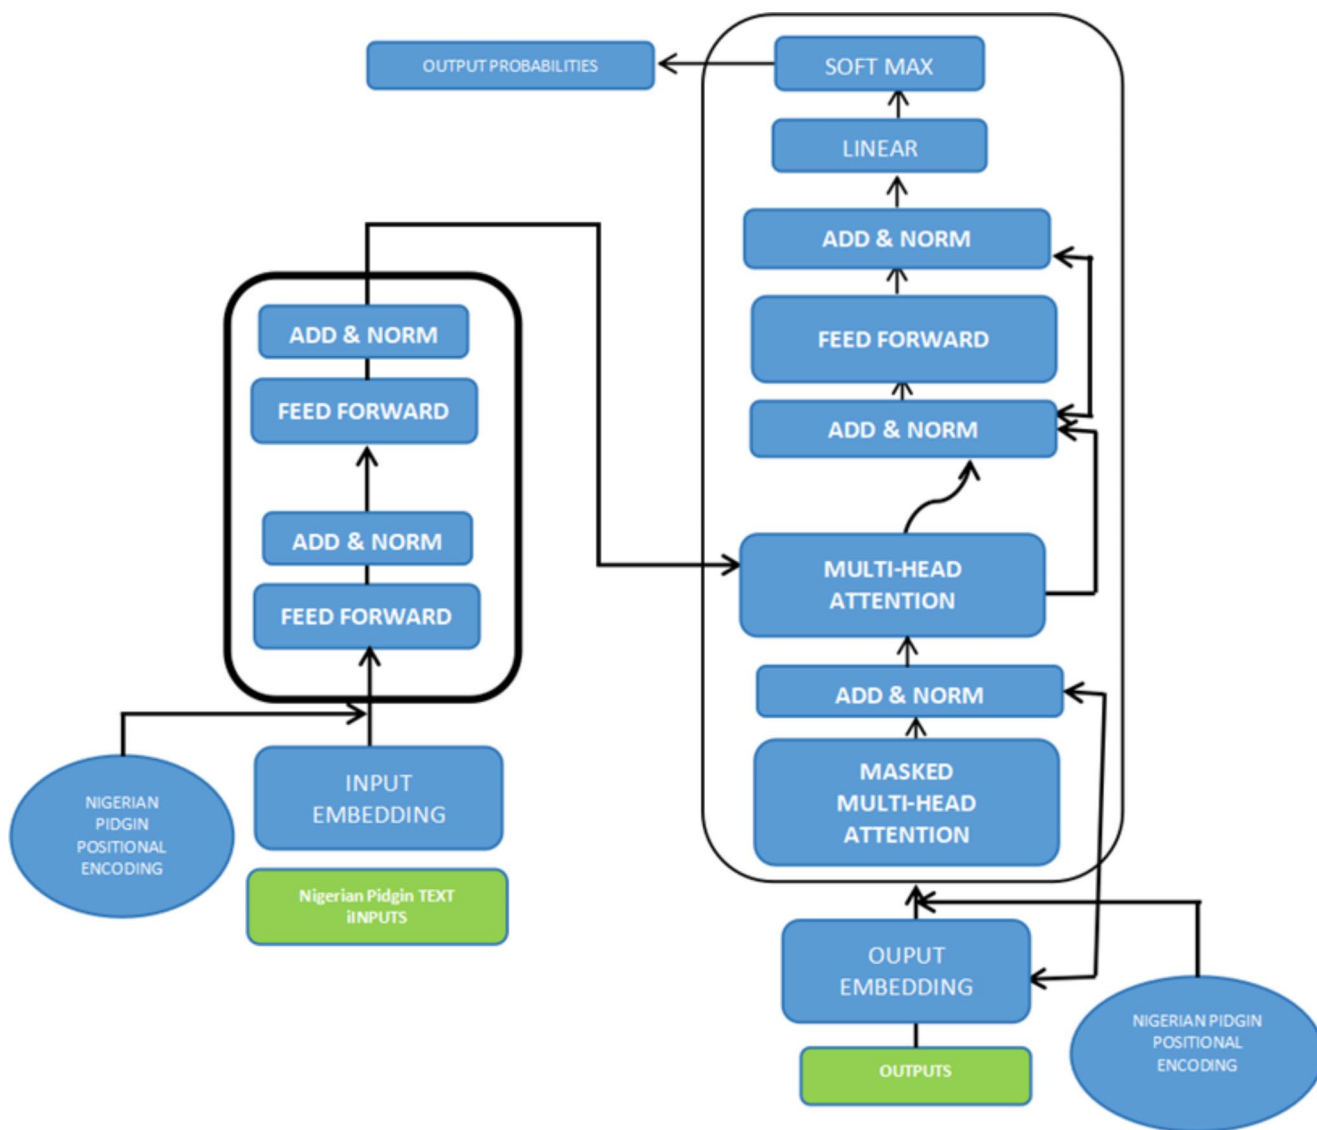 OUTPUT PROBABILITIES
SOFT MAX
LINEAR
ADD & NORM
FEED FORWARD
ADD & NORM
MULTI-HEAD
ATTENTION
ADD & NORM
MASKED
MULTI-HEAD
ATTENTION
OUPUT
EMBEDDING
OUTPUTS
NIGERIAN PIDGIN
POSITIONAL
ENCODING
ADD & NORM
FEED FORWARD
ADD & NORM
FEED FORWARD
INPUT
EMBEDDING
Nigerian Pidgin TEXT
iINPUTS
NIGERIAN
PIDGIN
POSITIONAL
ENCODING